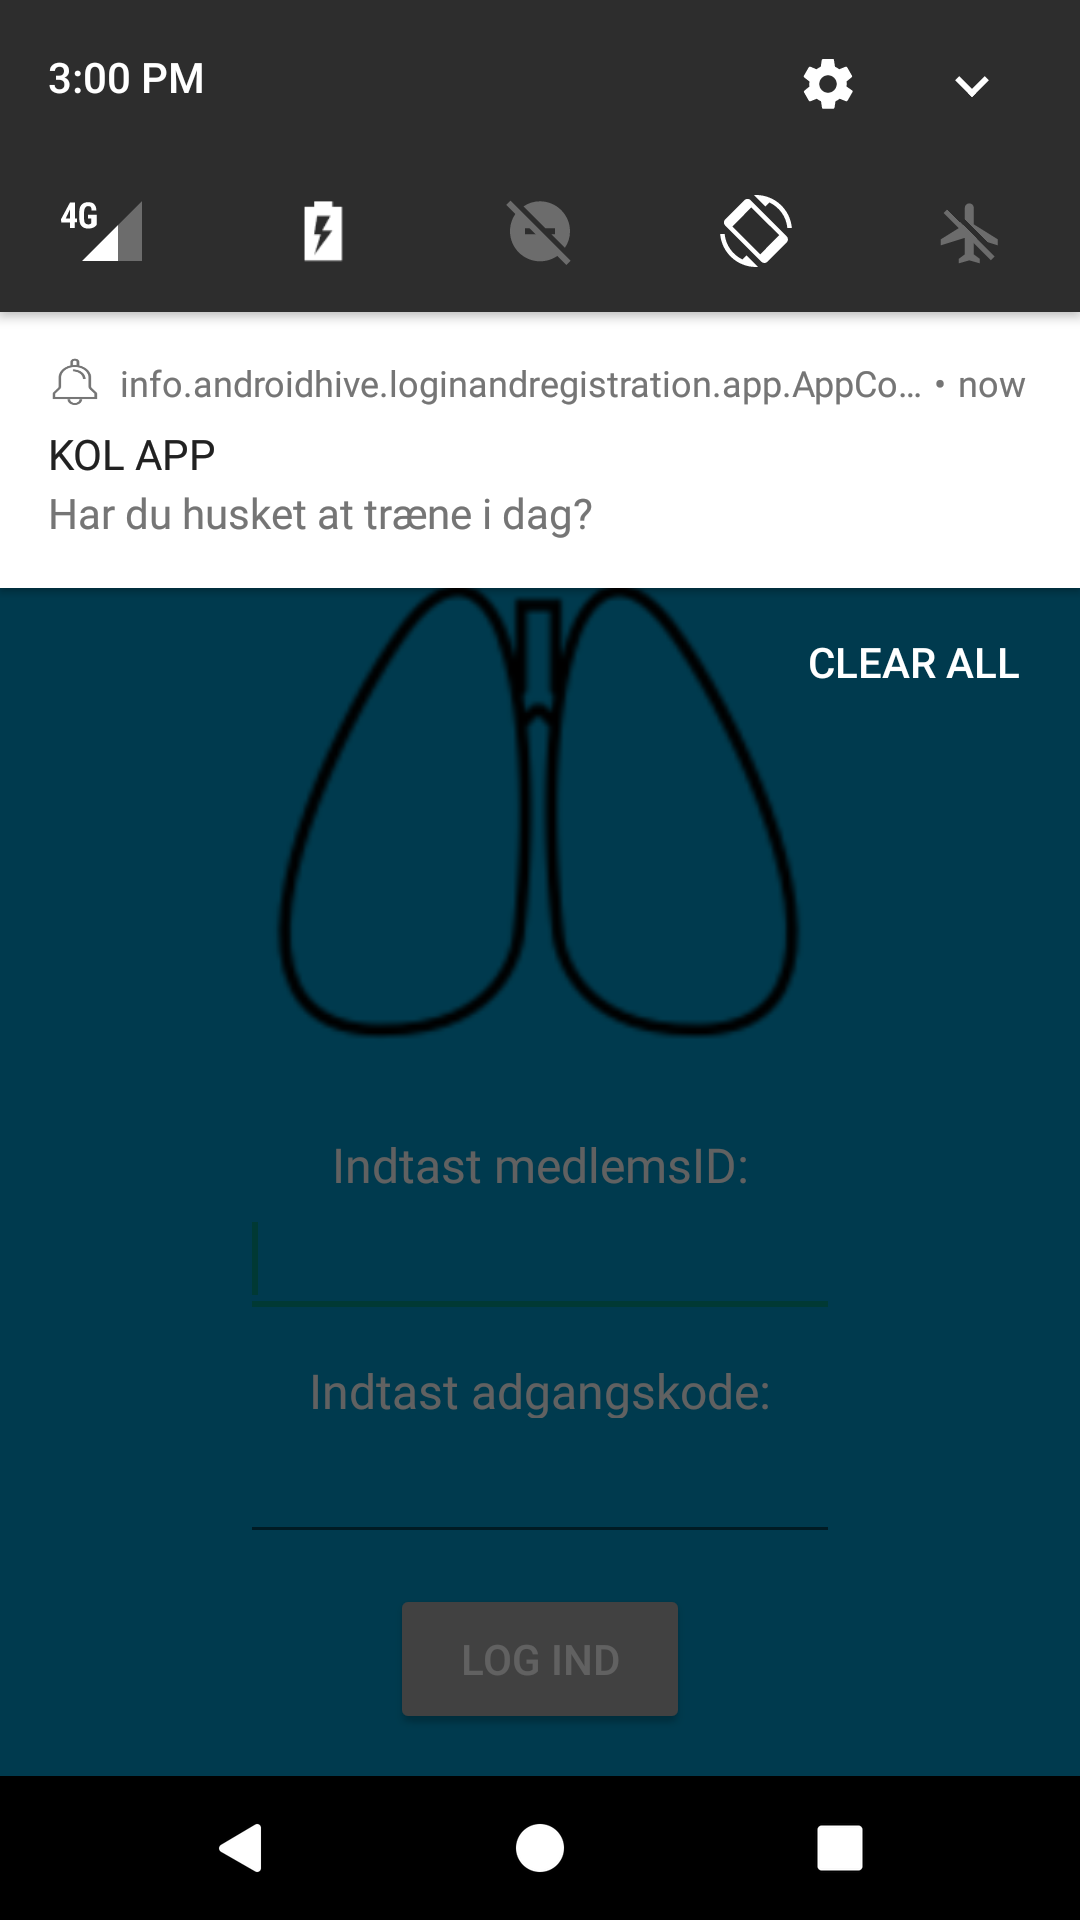 3:00 PM
4G
info.androidhive.loginandregistration.app.AppCo... • now
KOL APP
Har du husket at træne i dag?
CLEAR ALL
Indtast medlemsID:
Indtast adgangskode:
LOG IND